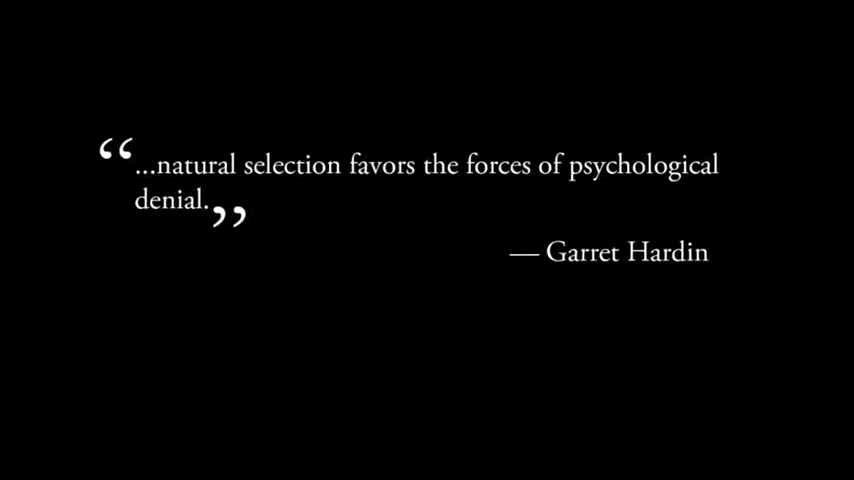 “...natural selection favors the forces of psychological
denial.”
— Garret Hardin